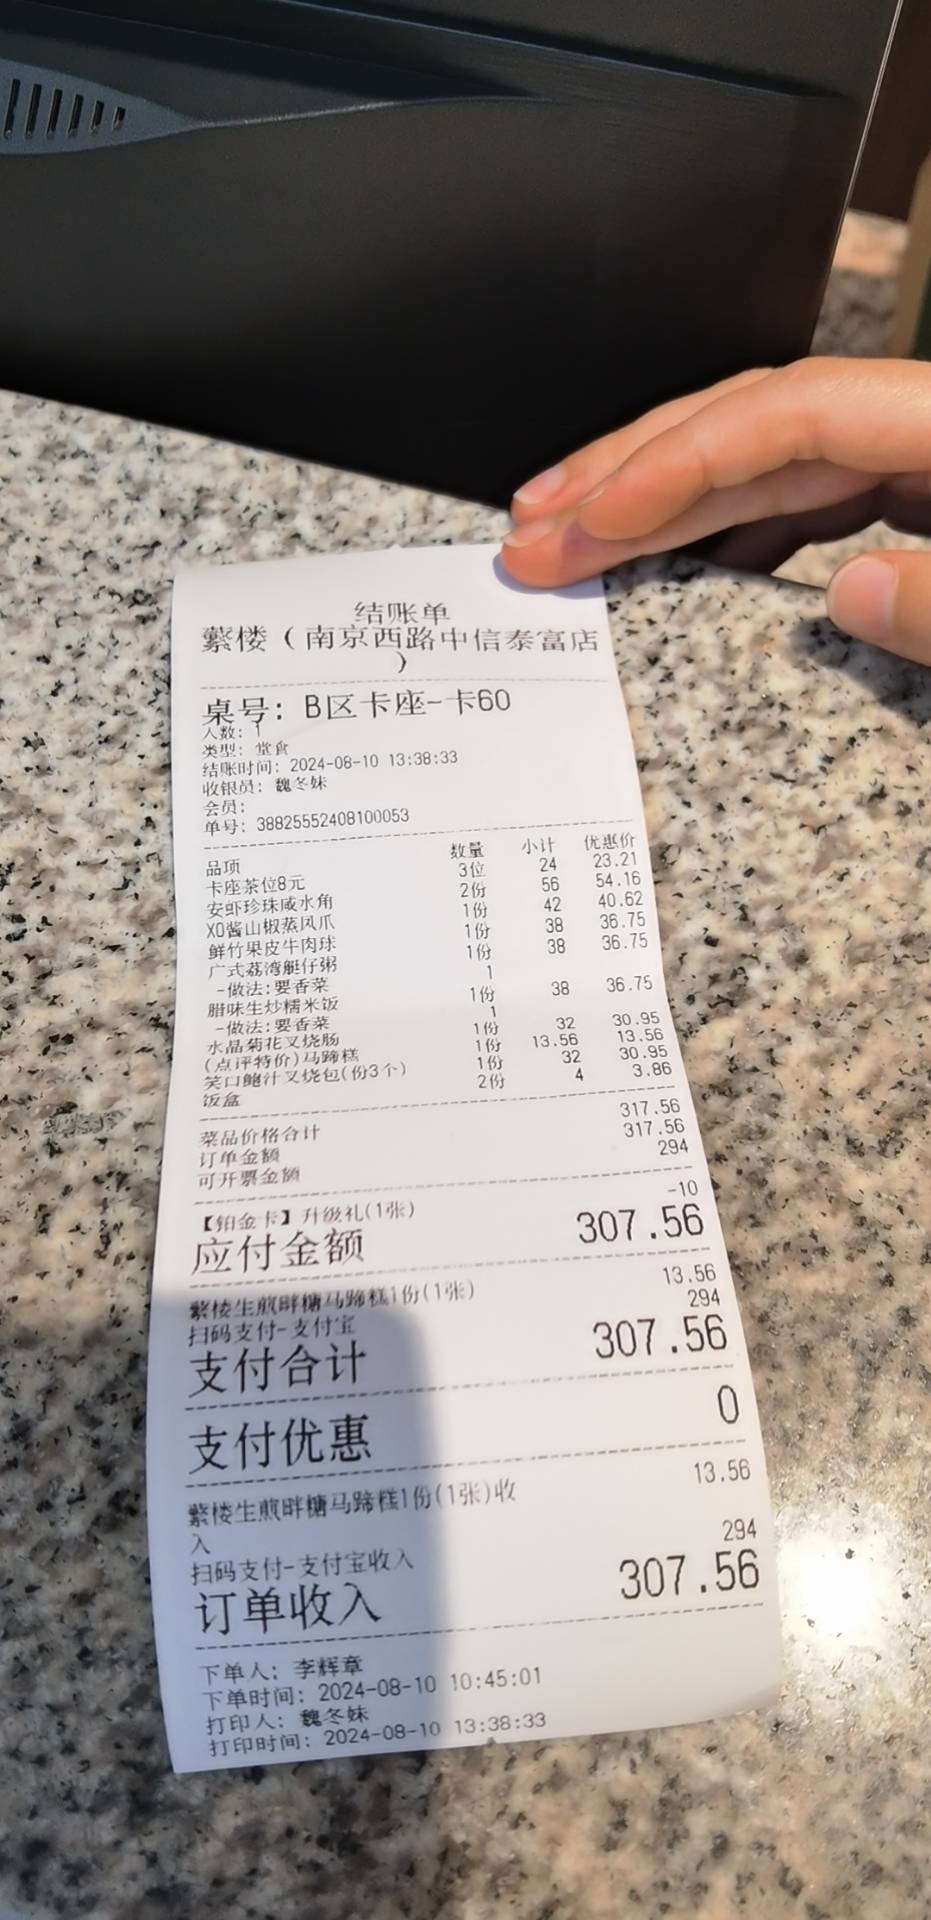 结账单
蘩楼（南京西路中信泰富店
）
桌号: B区卡座-卡60
人数: 1
类型: 堂食
结账时间: 2024-08-10 13:38:33
收银员: 魏冬妹
会员:
单号: 38825552408100053
品项 数量 小计 优惠价
卡座茶位8元 3位 24 23.21
安虾珍珠咸水角 2份 56 54.16
XO酱山椒蒸凤爪 1份 42 40.62
鲜竹果皮牛肉球 1份 38 36.75
广式荔湾艇仔粥 1份 38 36.75
-做法:要香菜 1
腊味生炒糯米饭 1份 38 36.75
-做法:要香菜 1
水晶菊花叉烧肠 1份 32 30.95
(点评特价)马蹄糕 1份 13.56 13.56
笑口鲍汁叉烧包(份3个) 1份 32 30.95
饭盒 2份 4 3.86
菜品价格合计 317.56
订单金额 317.56
可开票金额 294
【铂金卡】升级礼(1张) -10
应付金额 307.56
蘩楼生煎畔糖马蹄糕1份(1张) 13.56
扫码支付-支付宝 294
支付合计 307.56
支付优惠 0
蘩楼生煎畔糖马蹄糕1份(1张)收 13.56
入
扫码支付-支付宝收入 294
订单收入 307.56
下单人: 李辉章
下单时间: 2024-08-10 10:45:01
打印人: 魏冬妹
打印时间: 2024-08-10 13:38:33